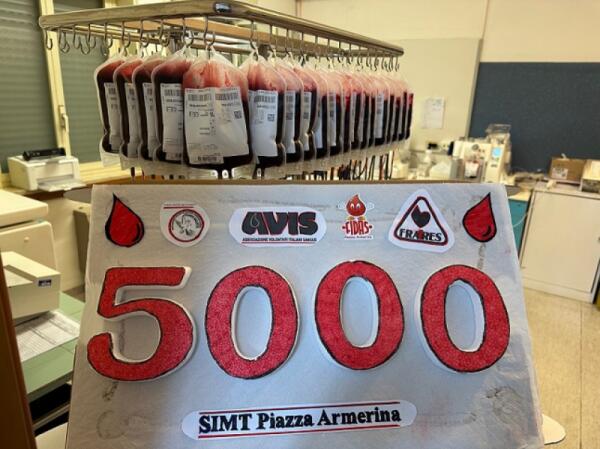 AVIS
ASSOCIAZIONE VOLONTARI ITALIANI SANGUE
FIDAS
FRATRES
5000
SIMT Piazza Armerina